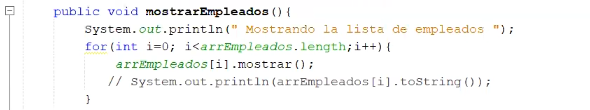 public void mostrarEmpleados(){
System.out.println(" Mostrando la lista de empleados ");
for(int i=0; i<arrEmpleados.length;i++){
arrEmpleados[i].mostrar();
// System.out.println(arrEmpleados[i].toString());
}